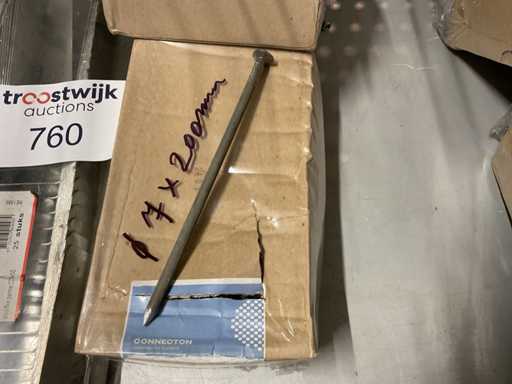 troostwijk
auctions
760
ø 7 x 200mm
25 stuks
CONNECTON